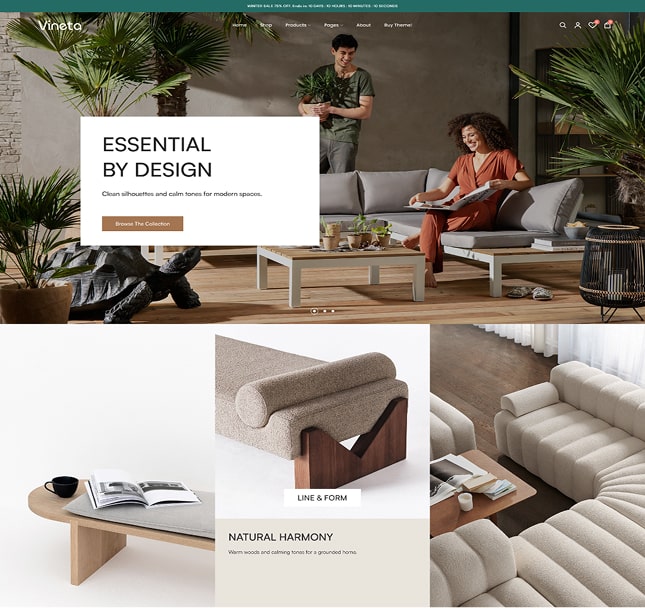 WINTER SALE 75% OFF. Ends in: 10 DAYS : 10 HOURS : 10 MINUTES : 10 SECONDS
Vineta
Home Shop Products Pages About Buy Theme!
ESSENTIAL
BY DESIGN
Clean silhouettes and calm tones for modern spaces.
Browse The Collection
LINE & FORM
NATURAL HARMONY
Warm woods and calming tones for a grounded home.